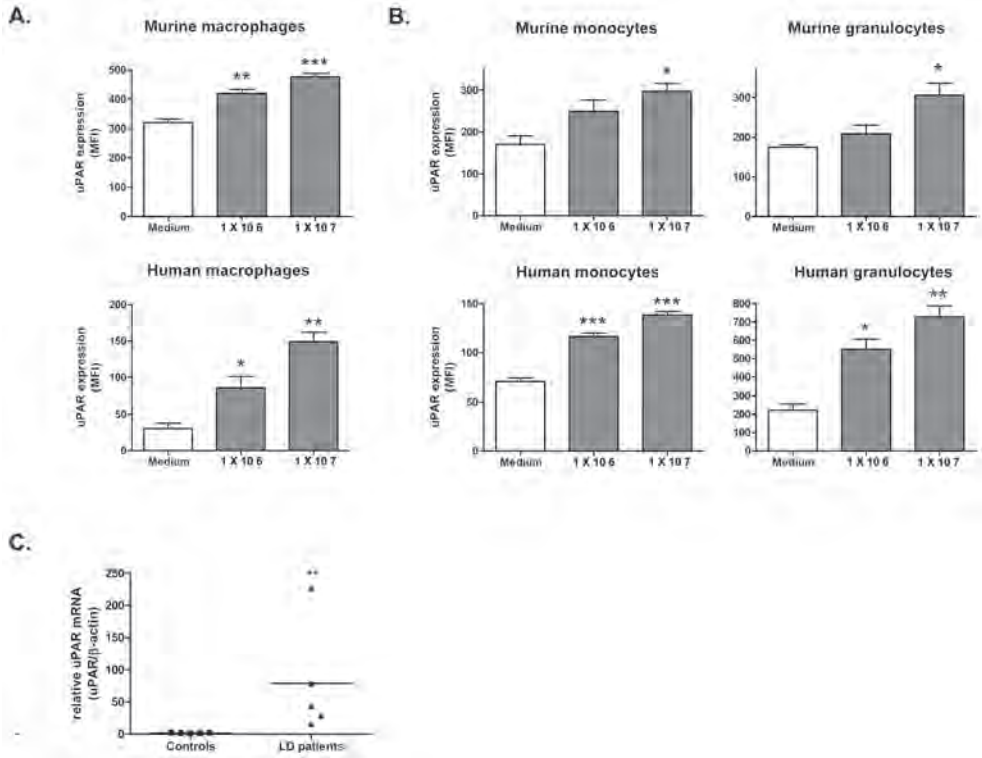 A.
Murine macrophages
uPAR expression
(MFI)
500
400
300
200
100
0
**
***
Medium
1 X 10 6
1 X 10 7
Human macrophages
uPAR expression
(MFI)
200
150
100
50
0
*
**
Medium
1 X 10 6
1 X 10 7
B.
Murine monocytes
uPAR expression
(MFI)
300
200
100
0
*
Medium
1 X 10 6
1 X 10 7
Murine granulocytes
300
200
100
0
*
Medium
1 X 10 6
1 X 10 7
Human monocytes
uPAR expression
(MFI)
150
100
50
0
***
***
Medium
1 X 10 6
1 X 10 7
Human granulocytes
800
700
600
500
400
300
200
100
0
*
**
Medium
1 X 10 6
1 X 10 7
C.
relative uPAR mRNA
(uPAR/β-actin)
250
200
150
100
50
0
**
Controls
LD patients